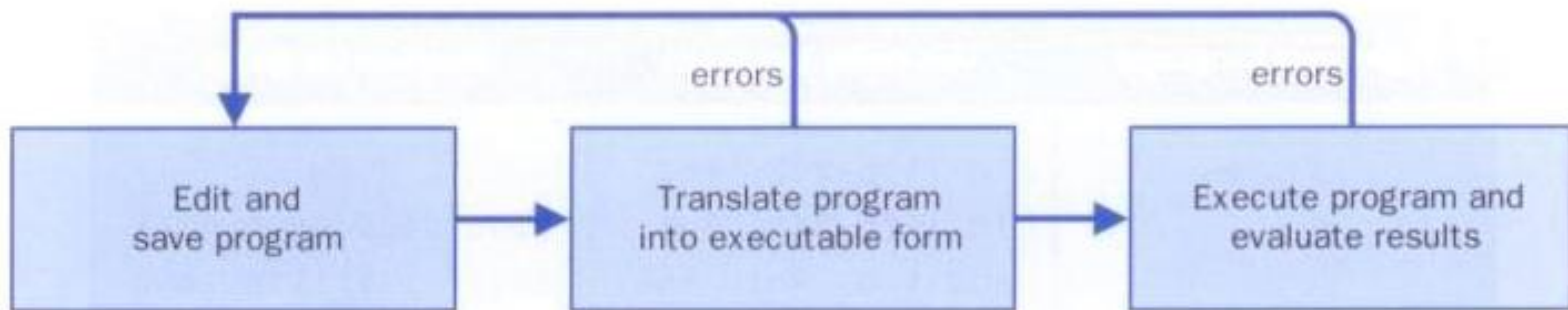 errors
errors
Edit and
save program
Translate program
into executable form
Execute program and
evaluate results